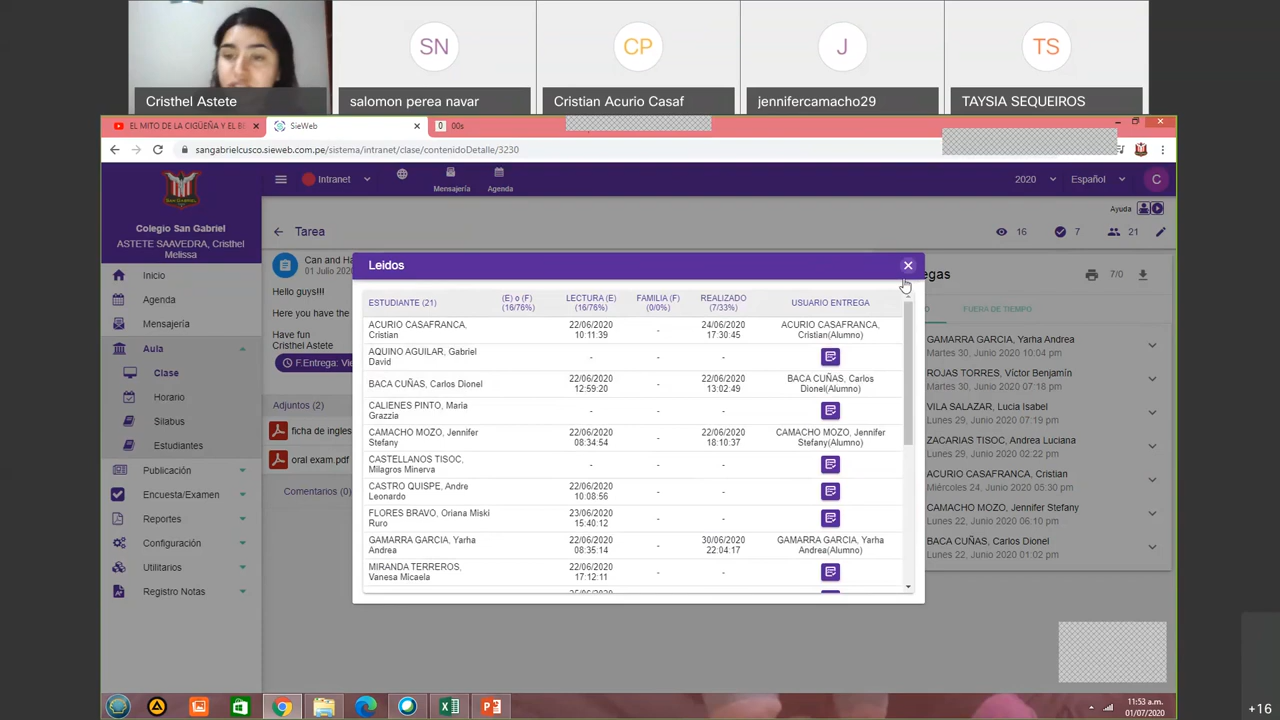 SN
CP
J
TS
Cristhel Astete
salomon perea navar
Cristian Acurio Casaf
jennifercamacho29
TAYSIA SEQUEIROS
EL MITO DE LA CIGÜEÑA Y EL BE
SieWeb
00s
sangabrielcusco.sieweb.com.pe/sistema/intranet/clase/contenidoDetalle/3230
SAN GABRIEL
Colegio San Gabriel
ASTETE SAAVEDRA, Cristhel
Melissa
Inicio
Agenda
Mensajería
Aula
Clase
Horario
Silabus
Estudiantes
Publicación
Encuesta/Examen
Reportes
Configuración
Utilitarios
Registro Notas
Intranet
Mensajería
Agenda
2020
Español
C
Ayuda
Tarea
16
7
21
Can and Ha
01 Julio 2020
Hello guys!!!
Here you have the
Have fun
Cristhel Astete
F.Entrega: Vie
Adjuntos (2)
ficha de ingles
oral exam.pdf
Comentarios (0)
Leidos
ESTUDIANTE (21)
(E) o (F)
(16/76%)
LECTURA (E)
(16/76%)
FAMILIA (F)
(0/0%)
REALIZADO
(7/33%)
USUARIO ENTREGA
ACURIO CASAFRANCA,
Cristian
22/06/2020
10:11:39
-
24/06/2020
17:30:45
ACURIO CASAFRANCA,
Cristian(Alumno)
AQUINO AGUILAR, Gabriel
David
- - -
BACA CUÑAS, Carlos Dionel
22/06/2020
12:59:20
-
22/06/2020
13:02:49
BACA CUÑAS, Carlos
Dionel(Alumno)
CALIENES PINTO, Maria
Grazzia
- - -
CAMACHO MOZO, Jennifer
Stefany
22/06/2020
08:34:54
-
22/06/2020
18:10:37
CAMACHO MOZO, Jennifer
Stefany(Alumno)
CASTELLANOS TISOC,
Milagros Minerva
- - -
CASTRO QUISPE, Andre
Leonardo
22/06/2020
10:08:56
- -
FLORES BRAVO, Oriana Miski
Ruro
23/06/2020
15:40:12
- -
GAMARRA GARCIA, Yarha
Andrea
22/06/2020
08:35:14
-
30/06/2020
22:04:17
GAMARRA GARCIA, Yarha
Andrea(Alumno)
MIRANDA TERREROS,
Vanesa Micaela
22/06/2020
17:12:11
- -
egas
7/0
FUERA DE TIEMPO
GAMARRA GARCIA, Yarha Andrea
Martes 30, Junio 2020 10:04 pm
ROJAS TORRES, Víctor Benjamín
Martes 30, Junio 2020 07:18 pm
VILA SALAZAR, Lucia Isabel
Lunes 29, Junio 2020 07:19 pm
ZACARIAS TISOC, Andrea Luciana
Lunes 29, Junio 2020 02:22 pm
ACURIO CASAFRANCA, Cristian
Miércoles 24, Junio 2020 05:30 pm
CAMACHO MOZO, Jennifer Stefany
Lunes 22, Junio 2020 06:10 pm
BACA CUÑAS, Carlos Dionel
Lunes 22, Junio 2020 01:02 pm
11:53 a.m.
01/07/2020
+16